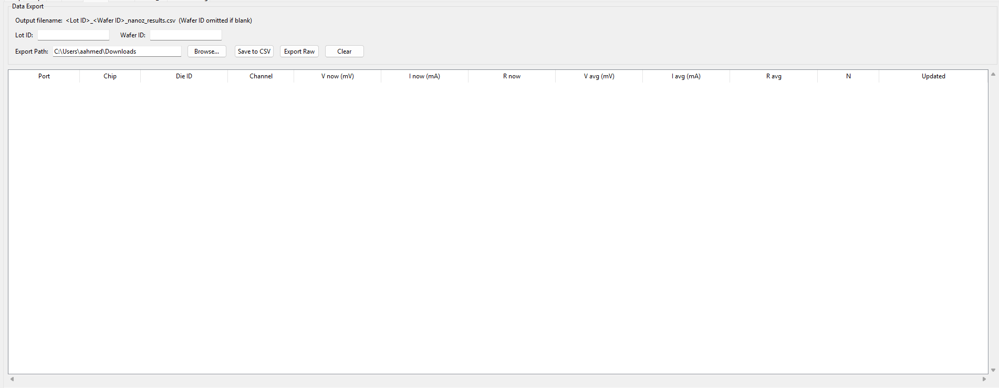 Data Export
Output filename: <Lot ID>_<Wafer ID>_nanoz_results.csv (Wafer ID omitted if blank)
Lot ID: Wafer ID:
Export Path: C:\Users\aahmed\Downloads Browse... Save to CSV Export Raw Clear
Port Chip Die ID Channel V now (mV) I now (mA) R now V avg (mV) I avg (mA) R avg N Updated